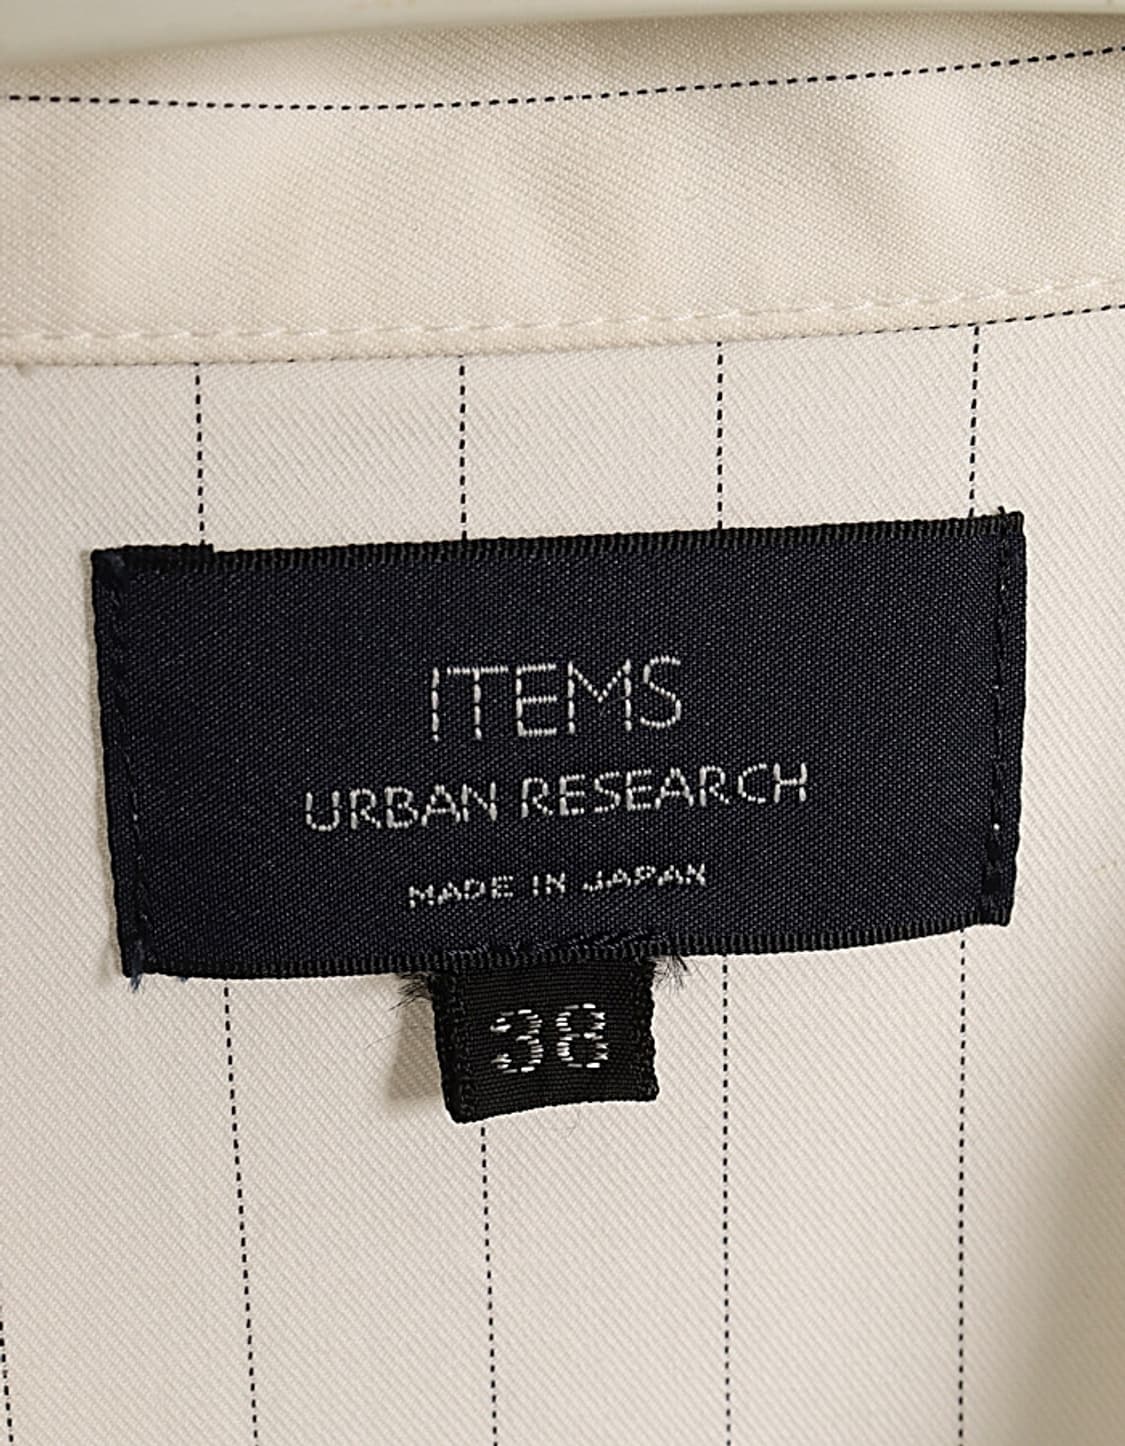 ITEMS
URBAN RESEARCH
MADE IN JAPAN
38